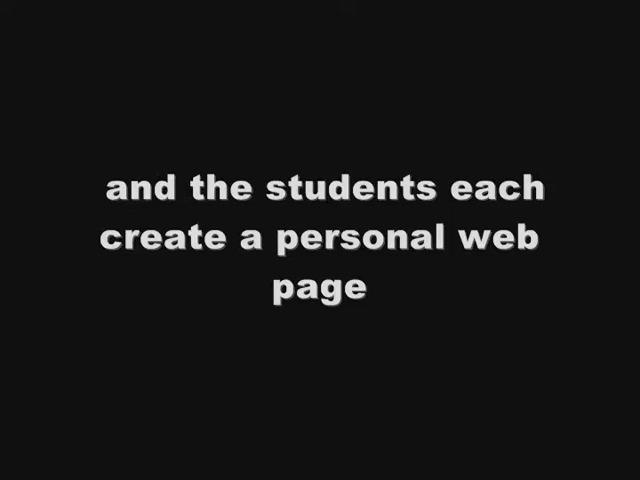 and the students each
create a personal web
page